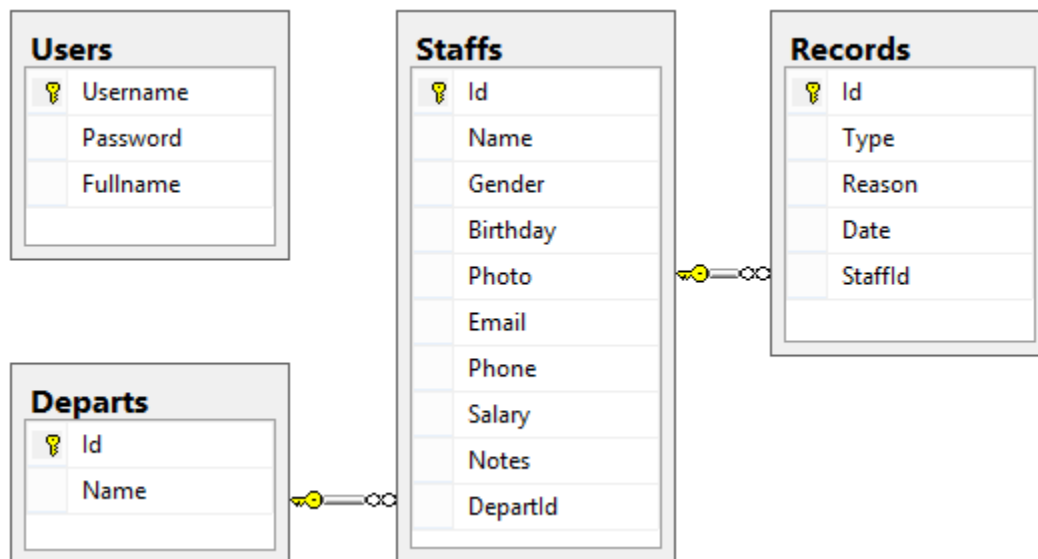 Users
Username
Password
Fullname
Departs
Id
Name
Staffs
Id
Name
Gender
Birthday
Photo
Email
Phone
Salary
Notes
DepartId
Records
Id
Type
Reason
Date
StaffId